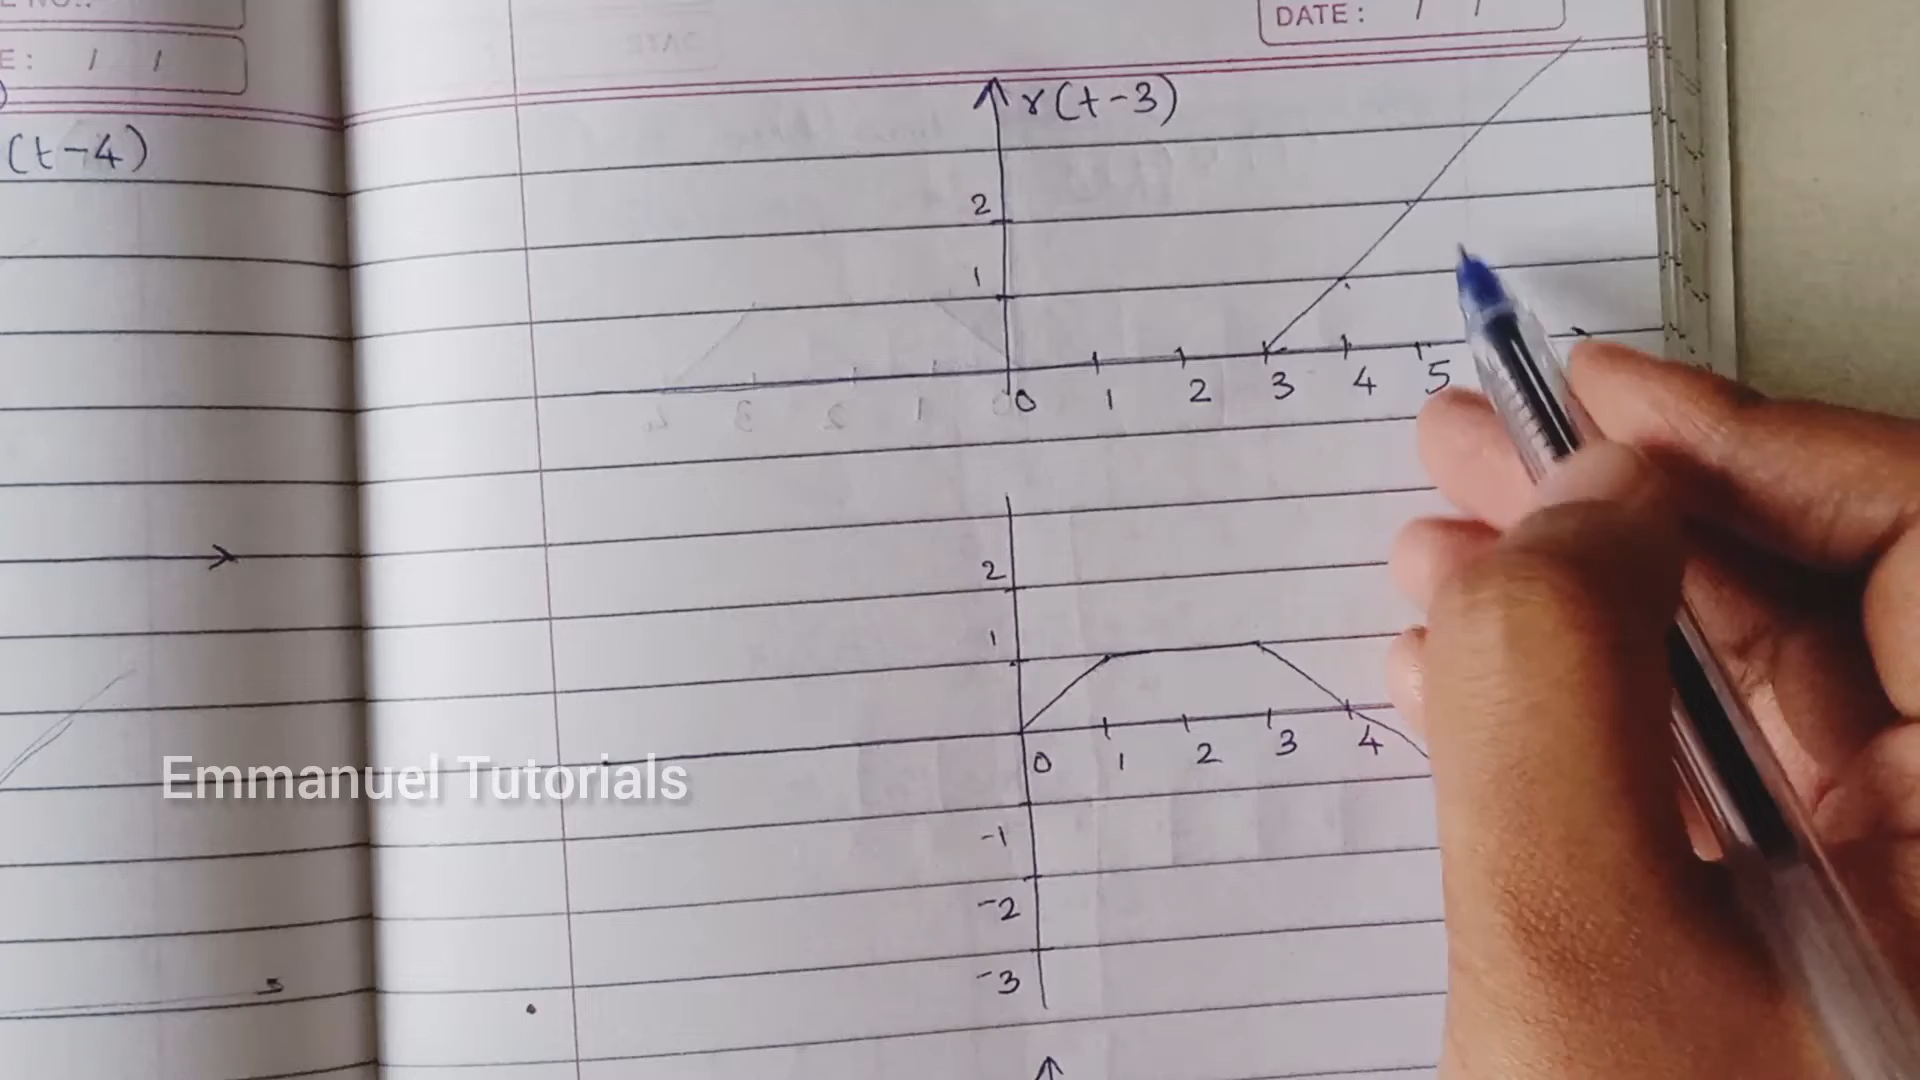 E: / /
DATE: / /
(t-4)
r(t-3)
2
1
0 1 2 3 4 5
2
1
0 1 2 3 4
-1
-2
-3
Emmanuel Tutorials